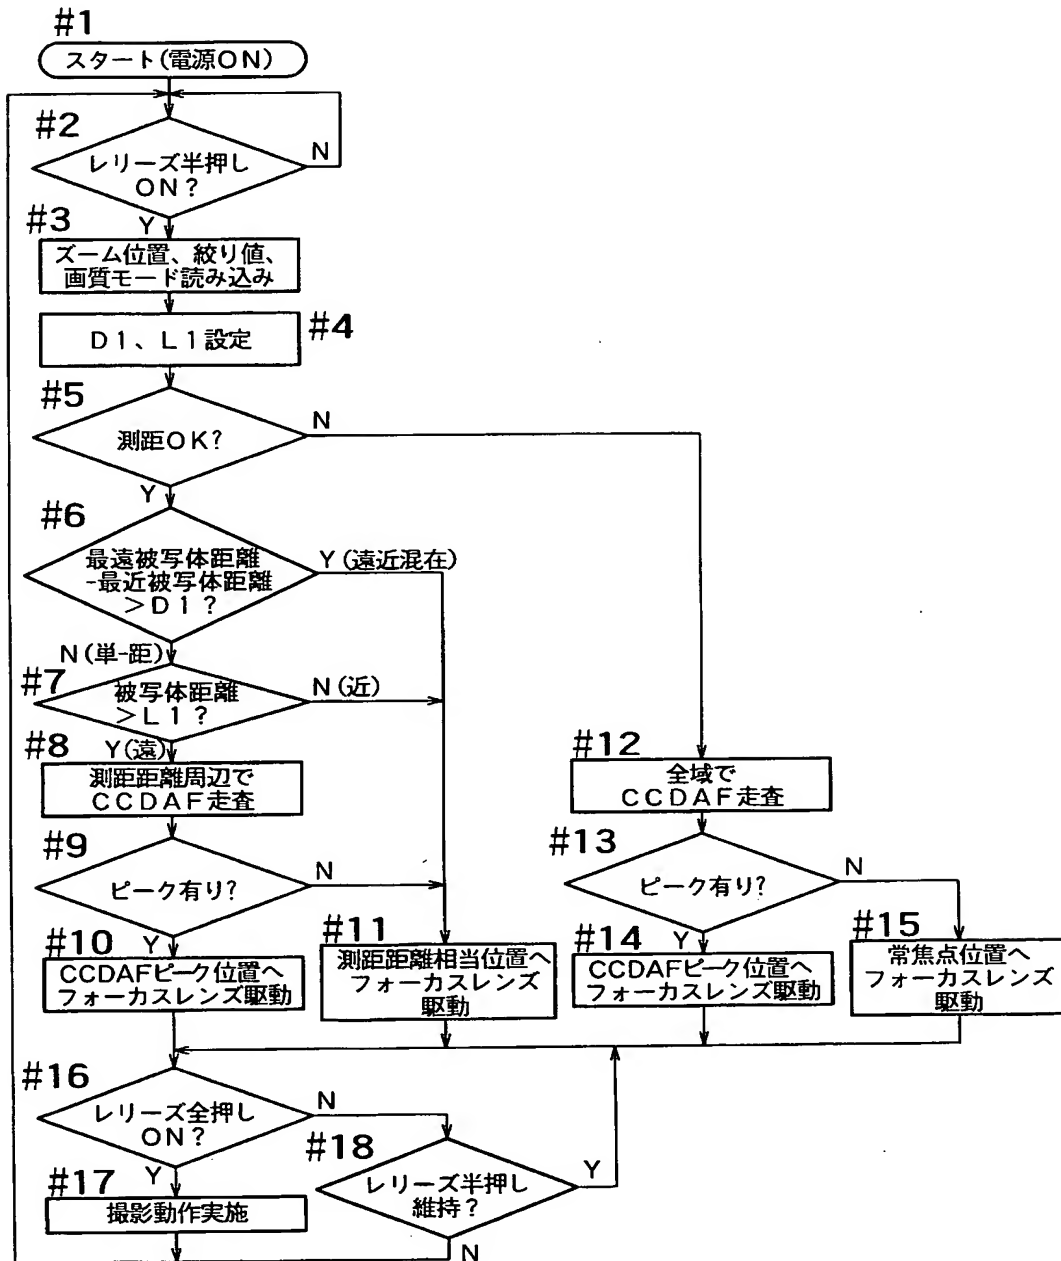 #1
スタート(電源ON)
#2
レリーズ半押し
ON?
N
Y
#3
ズーム位置、絞り値、
画質モード読み込み
D1、L1設定
#4
#5
測距OK?
N
Y
#6
最遠被写体距離
-最近被写体距離
>D1?
Y(遠近混在)
N(単-距)
#7
被写体距離
>L1?
N(近)
Y(遠)
#8
測距距離周辺で
CCDAF走査
#12
全域で
CCDAF走査
#9
ピーク有り?
N
Y
#13
ピーク有り?
N
Y
#10
CCDAFピーク位置へ
フォーカスレンズ駆動
#11
測距距離相当位置へ
フォーカスレンズ
駆動
#14
CCDAFピーク位置へ
フォーカスレンズ駆動
#15
常焦点位置へ
フォーカスレンズ
駆動
#16
レリーズ全押し
ON?
N
Y
#18
レリーズ半押し
維持?
Y
N
#17
撮影動作実施